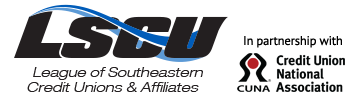 LSCU
League of Southeastern
Credit Unions & Affiliates
In partnership with
CUNA
Credit Union
National
Association